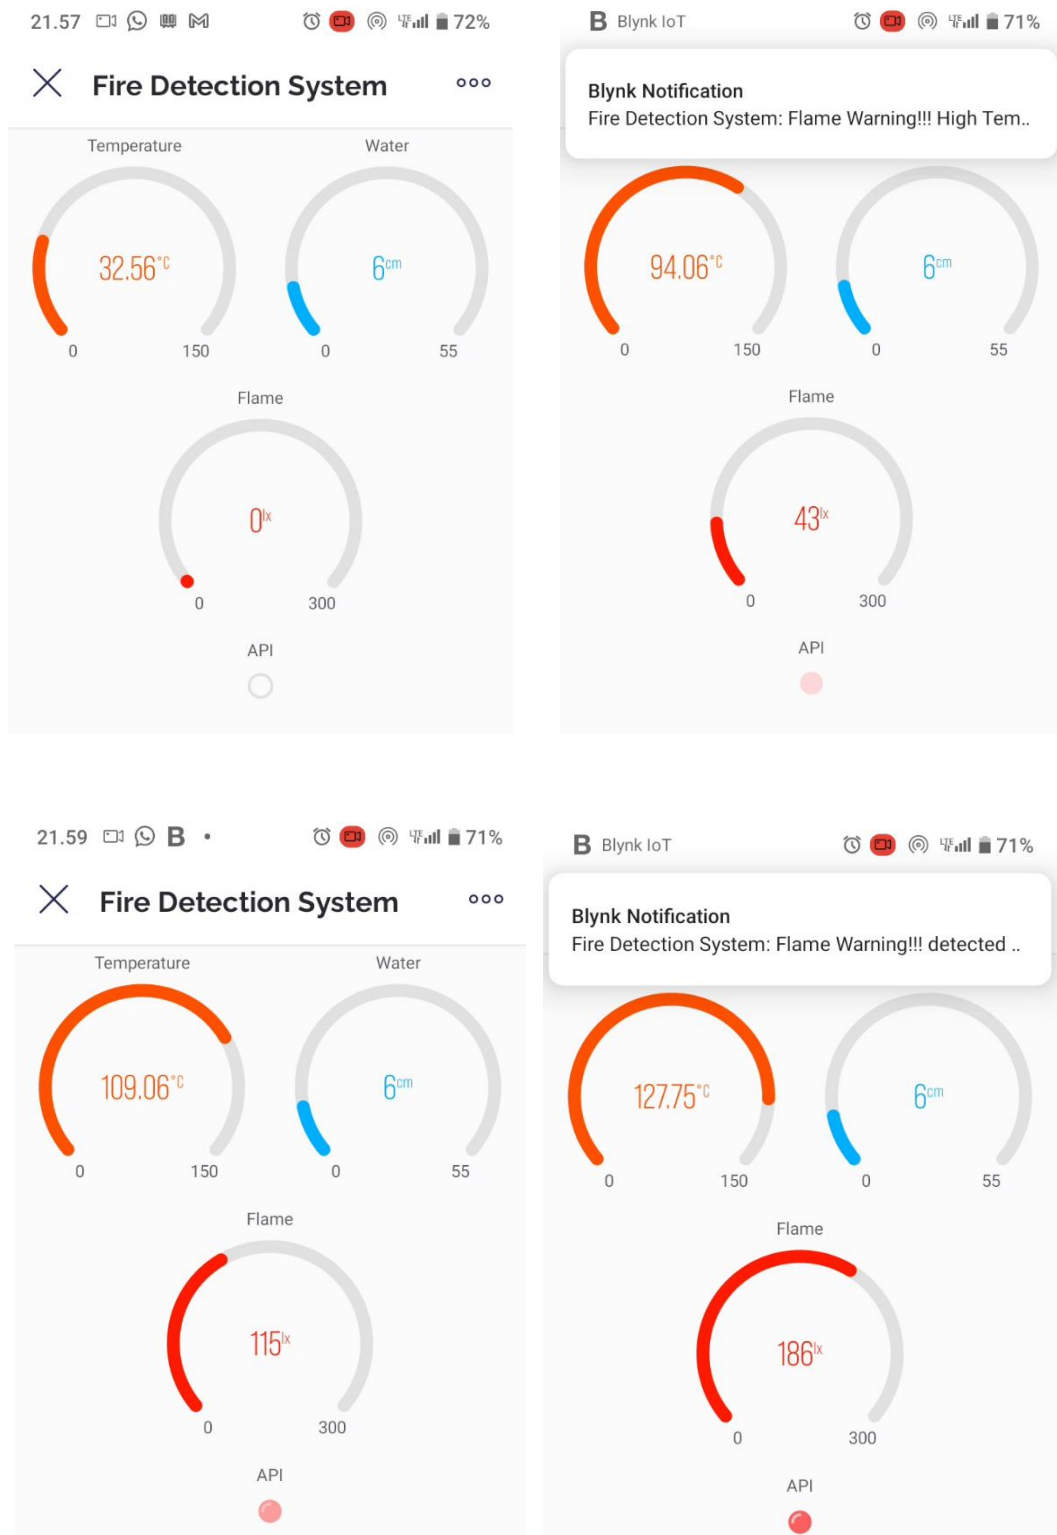 21.57 72%
Fire Detection System
Temperature Water
32.56°C 6cm
0 150 0 55
Flame
0lx
0 300
API
B Blynk IoT 71%
Blynk Notification
Fire Detection System: Flame Warning!!! High Tem..
94.06°C 6cm
0 150 0 55
Flame
43lx
0 300
API
21.59 B 71%
Fire Detection System
Temperature Water
109.06°C 6cm
0 150 0 55
Flame
115lx
0 300
API
B Blynk IoT 71%
Blynk Notification
Fire Detection System: Flame Warning!!! detected ..
127.75°C 6cm
0 150 0 55
Flame
186lx
0 300
API